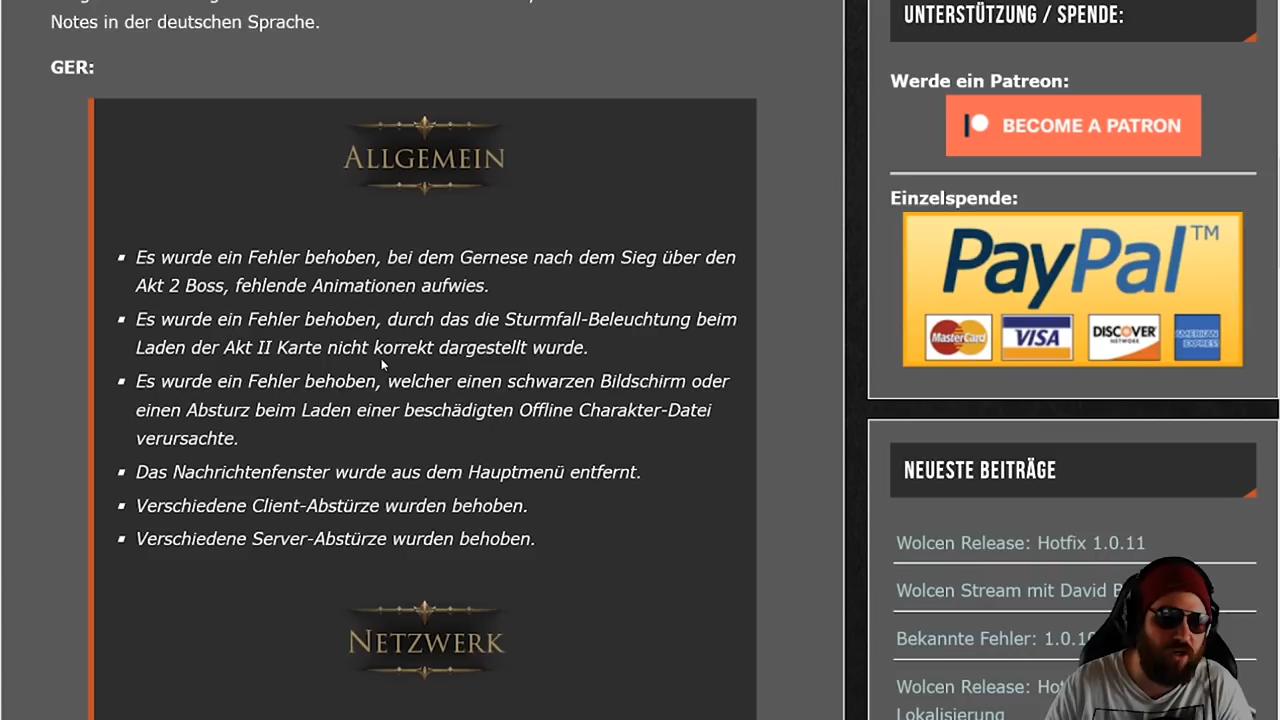 Notes in der deutschen Sprache.
GER:
ALLGEMEIN
Es wurde ein Fehler behoben, bei dem Gernese nach dem Sieg über den
Akt 2 Boss, fehlende Animationen aufwies.
Es wurde ein Fehler behoben, durch das die Sturmfall-Beleuchtung beim
Laden der Akt II Karte nicht korrekt dargestellt wurde.
Es wurde ein Fehler behoben, welcher einen schwarzen Bildschirm oder
einen Absturz beim Laden einer beschädigten Offline Charakter-Datei
verursachte.
Das Nachrichtenfenster wurde aus dem Hauptmenü entfernt.
Verschiedene Client-Abstürze wurden behoben.
Verschiedene Server-Abstürze wurden behoben.
NETZWERK
UNTERSTÜTZUNG / SPENDE:
Werde ein Patreon:
BECOME A PATRON
Einzelspende:
PayPal™
MasterCard VISA DISCOVER NETWORK AMERICAN EXPRESS
NEUESTE BEITRÄGE
Wolcen Release: Hotfix 1.0.11
Wolcen Stream mit David
Bekannte Fehler:
Wolcen Release:
Lokalisierung